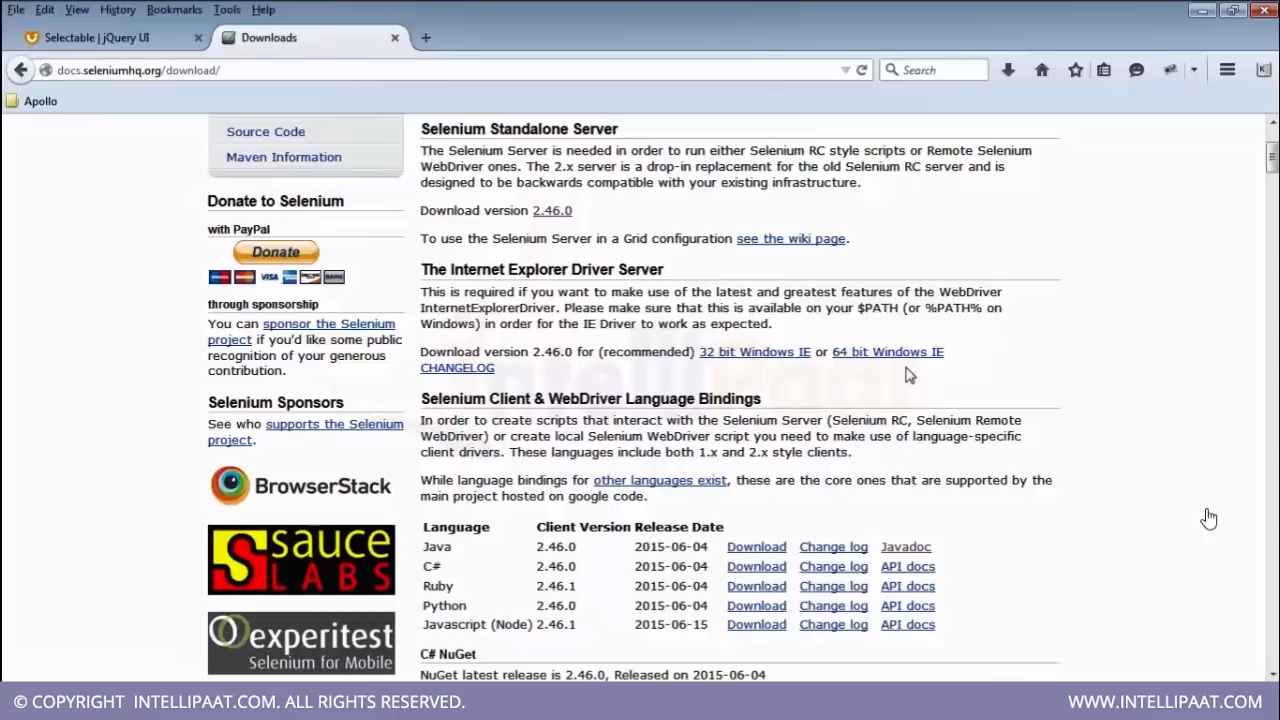 File Edit View History Bookmarks Tools Help
Selectable | jQuery UI
Downloads
docs.seleniumhq.org/download/
Search
Apollo
Source Code
Maven Information
Donate to Selenium
with PayPal
Donate
VISA
through sponsorship
You can sponsor the Selenium
project if you'd like some public
recognition of your generous
contribution.
Selenium Sponsors
See who supports the Selenium
project.
BrowserStack
sauce
LABS
experitest
Selenium for Mobile
Selenium Standalone Server
The Selenium Server is needed in order to run either Selenium RC style scripts or Remote Selenium
WebDriver ones. The 2.x server is a drop-in replacement for the old Selenium RC server and is
designed to be backwards compatible with your existing infrastructure.
Download version 2.46.0
To use the Selenium Server in a Grid configuration see the wiki page.
The Internet Explorer Driver Server
This is required if you want to make use of the latest and greatest features of the WebDriver
InternetExplorerDriver. Please make sure that this is available on your $PATH (or %PATH% on
Windows) in order for the IE Driver to work as expected.
Download version 2.46.0 for (recommended) 32 bit Windows IE or 64 bit Windows IE
CHANGELOG
Selenium Client & WebDriver Language Bindings
In order to create scripts that interact with the Selenium Server (Selenium RC, Selenium Remote
WebDriver) or create local Selenium WebDriver script you need to make use of language-specific
client drivers. These languages include both 1.x and 2.x style clients.
While language bindings for other languages exist, these are the core ones that are supported by the
main project hosted on google code.
Language Client Version Release Date
Java 2.46.0 2015-06-04 Download Change log Javadoc
C# 2.46.0 2015-06-04 Download Change log API docs
Ruby 2.46.1 2015-06-04 Download Change log API docs
Python 2.46.0 2015-06-04 Download Change log API docs
Javascript (Node) 2.46.1 2015-06-15 Download Change log API docs
C# NuGet
NuGet latest release is 2.46.0, Released on 2015-06-04
© COPYRIGHT INTELLIPAAT.COM. ALL RIGHTS RESERVED.
WWW.INTELLIPAAT.COM